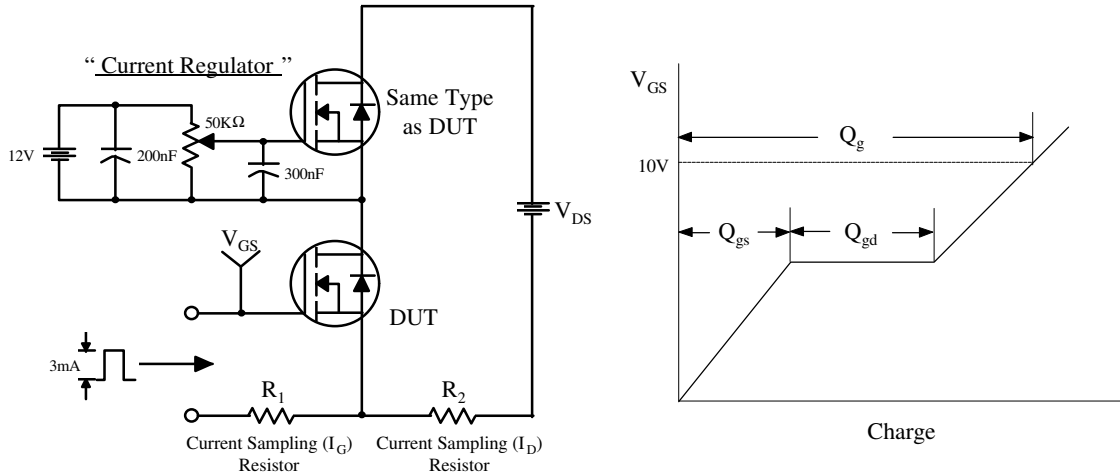 “ Current Regulator ”
Same Type
as DUT
50KΩ
12V
200nF
300nF
V_DS
V_GS
DUT
3mA
R_1
R_2
Current Sampling (I_G)
Resistor
Current Sampling (I_D)
Resistor
V_GS
Q_g
10V
Q_gs
Q_gd
Charge